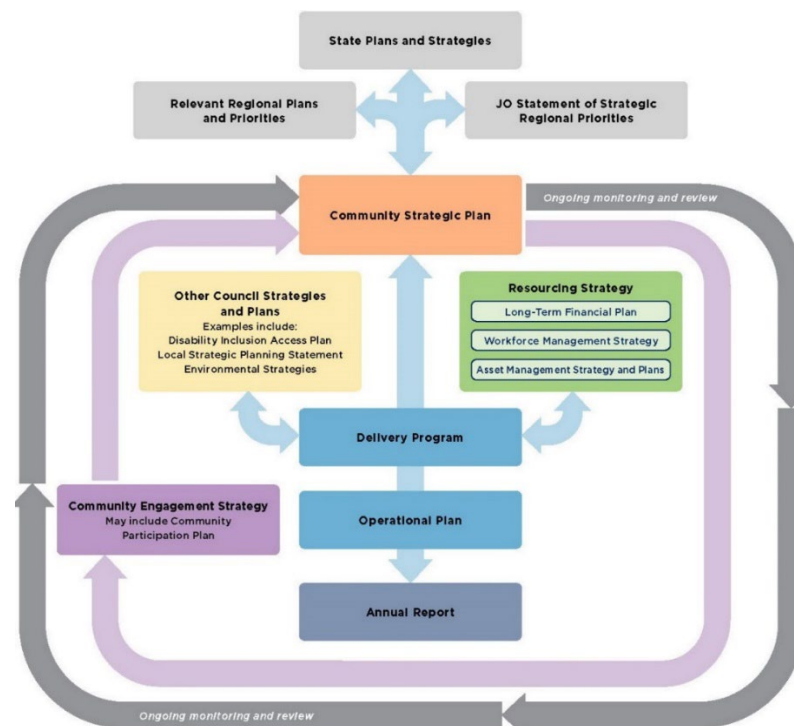 State Plans and Strategies
Relevant Regional Plans
and Priorities
JO Statement of Strategic
Regional Priorities
Community Strategic Plan
Ongoing monitoring and review
Other Council Strategies
and Plans
Examples include:
Disability Inclusion Access Plan
Local Strategic Planning Statement
Environmental Strategies
Resourcing Strategy
Long-Term Financial Plan
Workforce Management Strategy
Asset Management Strategy and Plans
Delivery Program
Community Engagement Strategy
May include Community
Participation Plan
Operational Plan
Annual Report
Ongoing monitoring and review